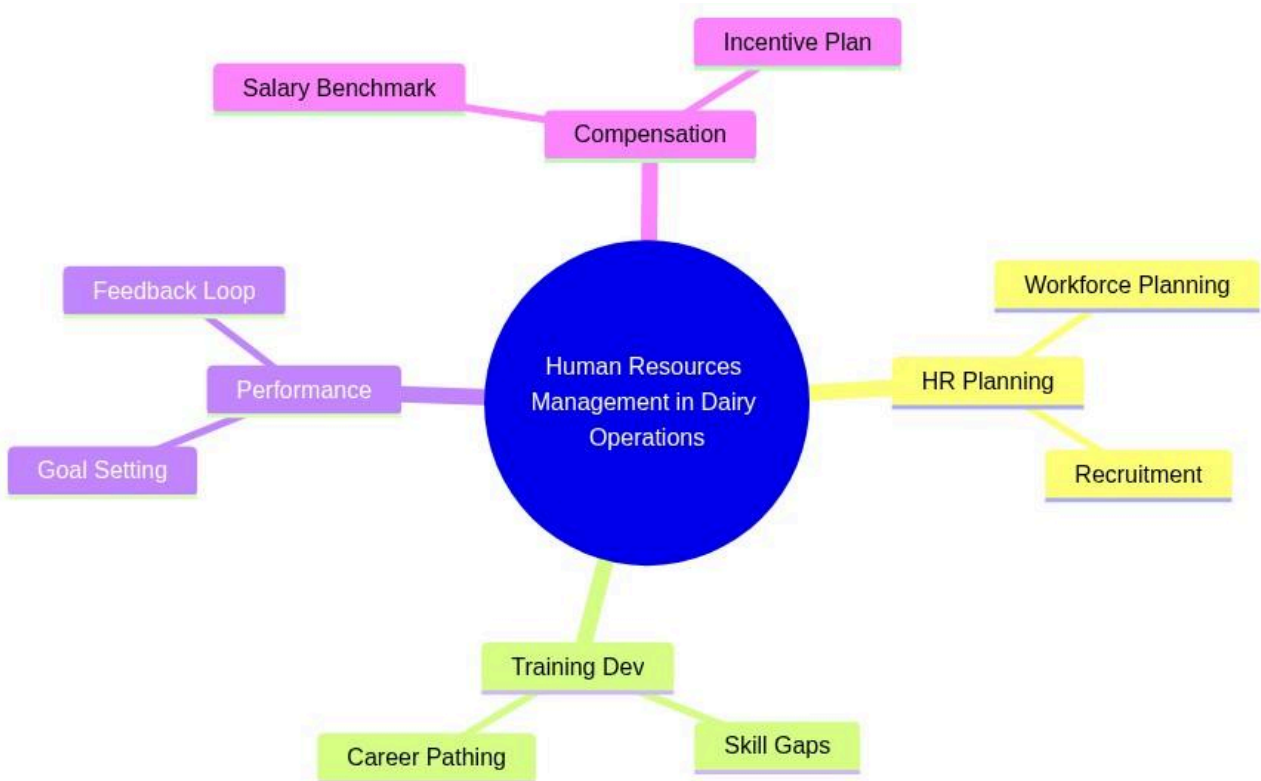 Incentive Plan
Salary Benchmark
Compensation
Feedback Loop
Workforce Planning
Performance
Human Resources
Management in Dairy
Operations
HR Planning
Goal Setting
Recruitment
Training Dev
Career Pathing
Skill Gaps